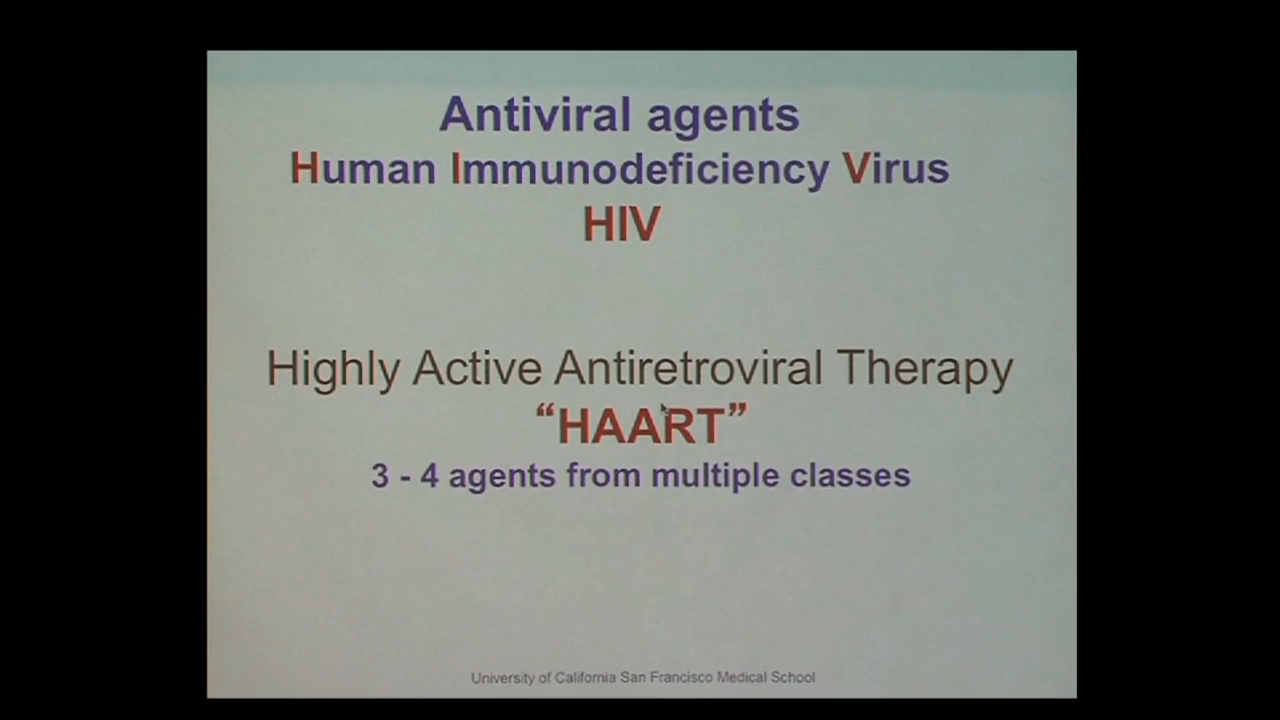 Antiviral agents
Human Immunodeficiency Virus
HIV
Highly Active Antiretroviral Therapy
“HAART”
3 - 4 agents from multiple classes
University of California San Francisco Medical School